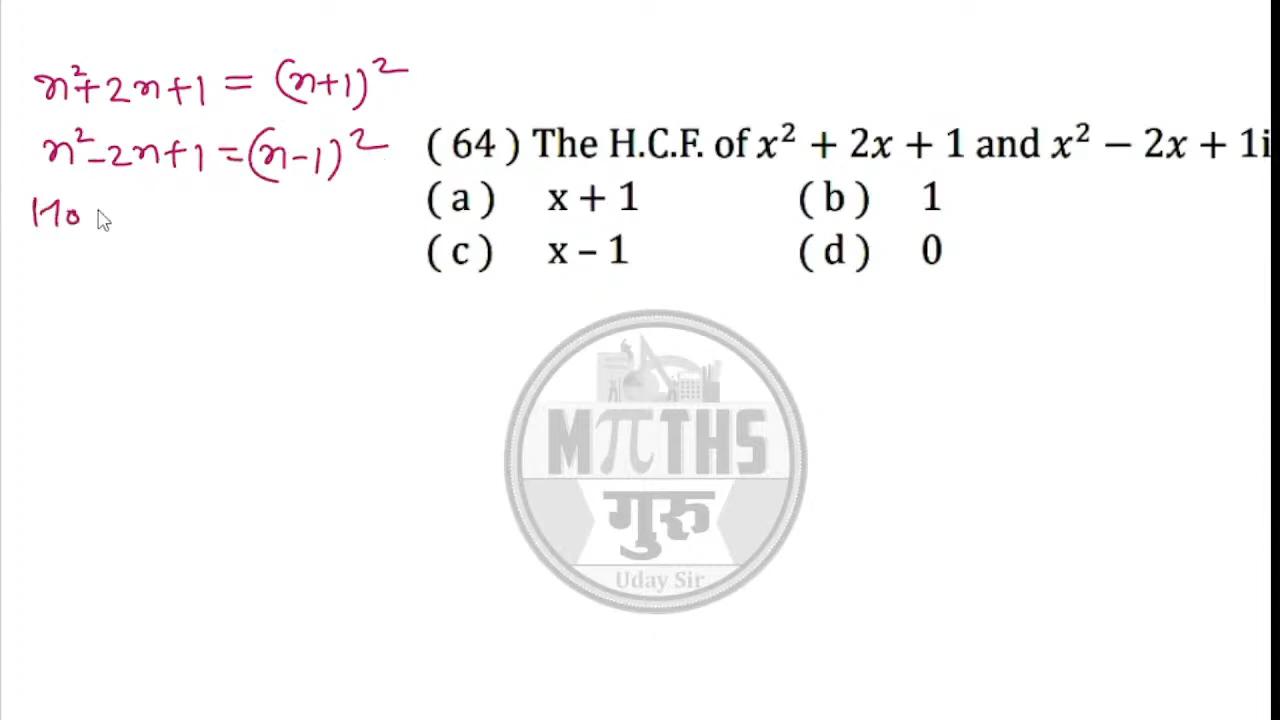 x²+2x+1 = (x+1)²
x²-2x+1 = (x-1)²
( 64 ) The H.C.F. of x² + 2x + 1 and x² − 2x + 1i
( a ) x + 1 ( b ) 1
( c ) x – 1 ( d ) 0
MπTHS
गुरु
Uday Sir